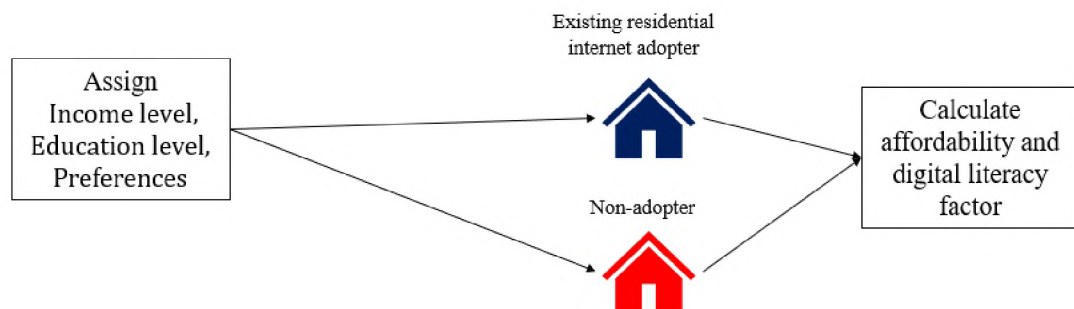 Assign
Income level,
Education level,
Preferences
Existing residential
internet adopter
Non-adopter
Calculate
affordability and
digital literacy
factor